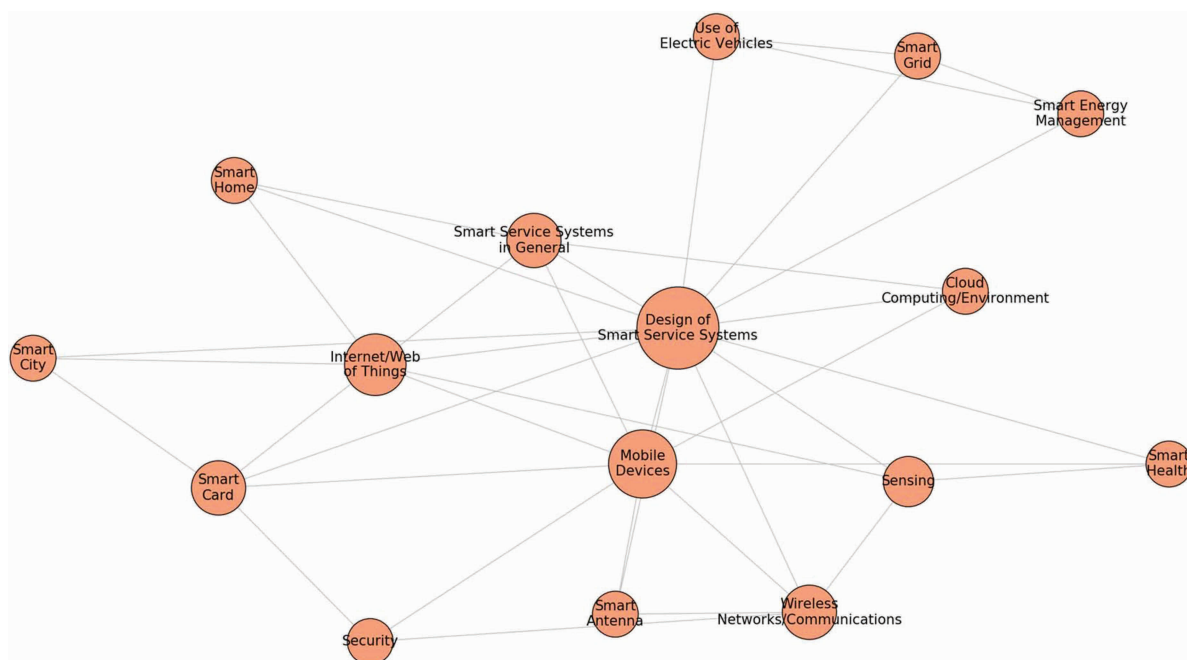 Use of
Electric Vehicles
Smart
Grid
Smart Energy
Management
Smart
Home
Smart Service Systems
in General
Cloud
Computing/Environment
Design of
Smart Service Systems
Smart
City
Internet/Web
of Things
Mobile
Devices
Smart
Health
Smart
Card
Sensing
Smart
Antenna
Wireless
Networks/Communications
Security